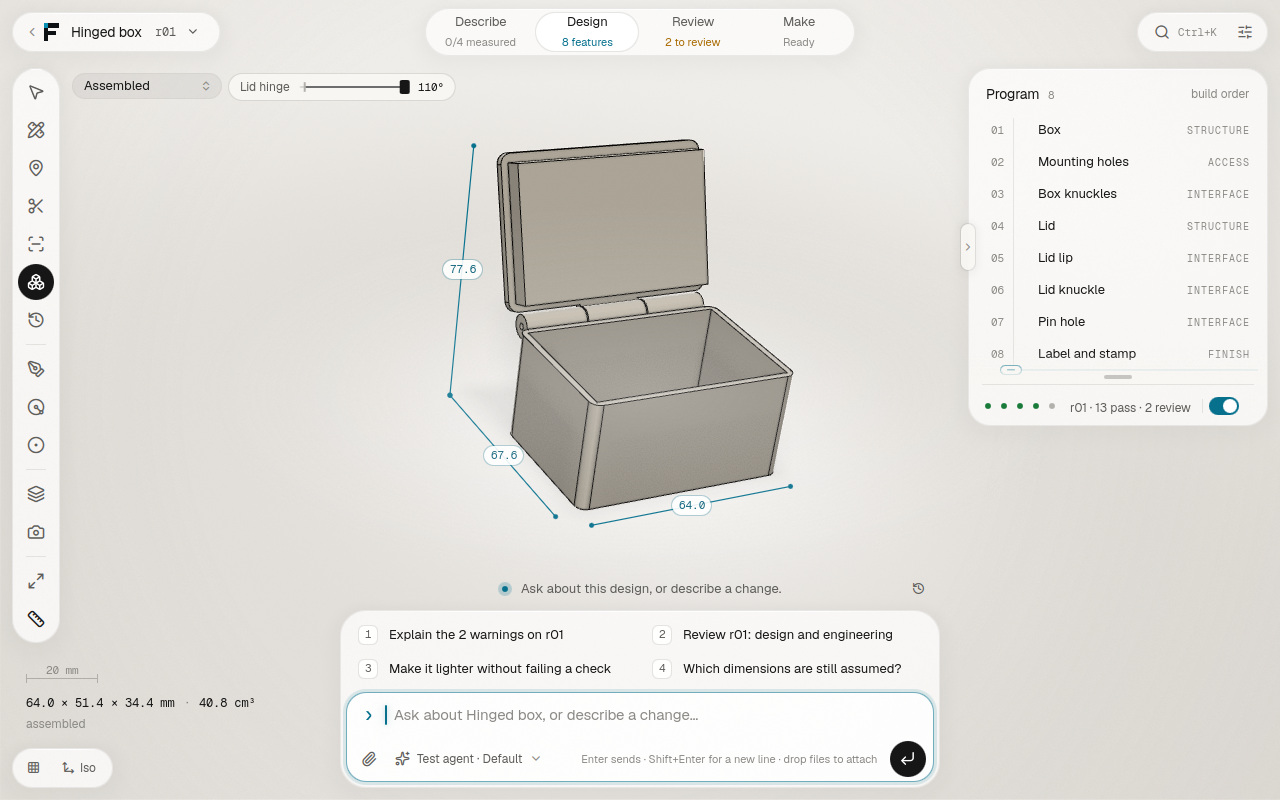 Hinged box r01
Describe
0/4 measured
Design
8 features
Review
2 to review
Make
Ready
Ctrl+K
Assembled
Lid hinge 110°
Program 8 build order
01 Box STRUCTURE
02 Mounting holes ACCESS
03 Box knuckles INTERFACE
04 Lid STRUCTURE
05 Lid lip INTERFACE
06 Lid knuckle INTERFACE
07 Pin hole INTERFACE
08 Label and stamp FINISH
r01 · 13 pass · 2 review
77.6
67.6
64.0
Ask about this design, or describe a change.
1 Explain the 2 warnings on r01
2 Review r01: design and engineering
3 Make it lighter without failing a check
4 Which dimensions are still assumed?
Ask about Hinged box, or describe a change…
Test agent · Default
Enter sends · Shift+Enter for a new line · drop files to attach
20 mm
64.0 × 51.4 × 34.4 mm · 40.8 cm³
assembled
Iso